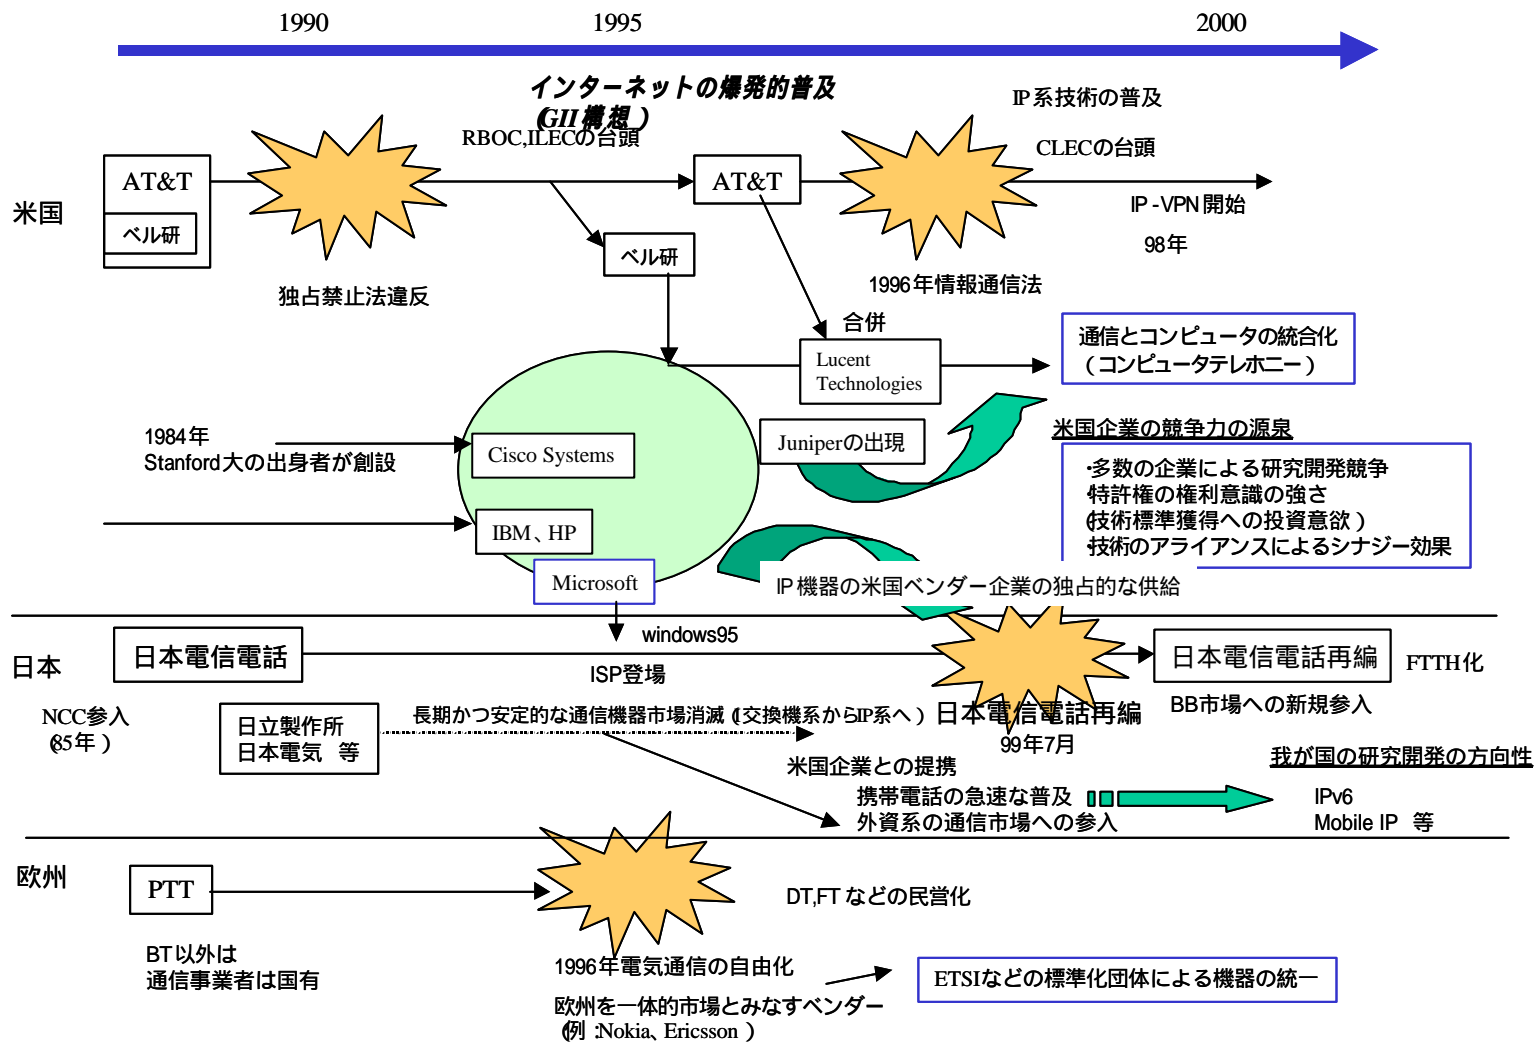 1990
1995
2000
インターネットの爆発的普及
(GII構想)
IP系技術の普及
RBOC,ILECの台頭
CLECの台頭
米国
AT&T
ベル研
AT&T
IP-VPN開始
98年
ベル研
独占禁止法違反
1996年情報通信法
合併
Lucent
Technologies
通信とコンピュータの統合化
(コンピュータテレホニー)
1984年
Stanford大の出身者が創設
Cisco Systems
Juniperの出現
米国企業の競争力の源泉
・多数の企業による研究開発競争
・特許権の権利意識の強さ
(技術標準獲得への投資意欲)
・技術のアライアンスによるシナジー効果
IBM、HP
Microsoft
IP機器の米国ベンダー企業の独占的な供給
日本
日本電信電話
windows95
ISP登場
日本電信電話再編
FTTH化
BB市場への新規参入
NCC参入
(85年)
日立製作所
日本電気 等
長期かつ安定的な通信機器市場消滅(交換機系からIP系へ)
日本電信電話再編
99年7月
米国企業との提携
携帯電話の急速な普及
外資系の通信市場への参入
我が国の研究開発の方向性
IPv6
Mobile IP 等
欧州
PTT
DT,FTなどの民営化
BT以外は
通信事業者は国有
1996年電気通信の自由化
欧州を一体的市場とみなすベンダー
(例:Nokia、Ericsson)
ETSIなどの標準化団体による機器の統一